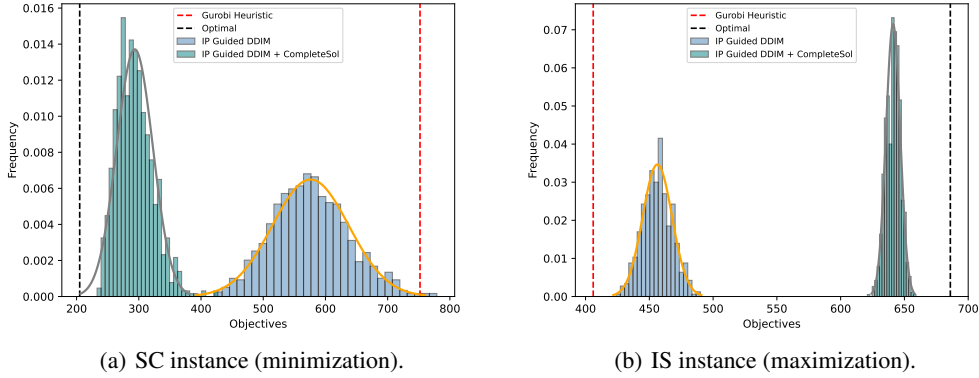 Gurobi Heuristic
Optimal
IP Guided DDIM
IP Guided DDIM + CompleteSol
0.016
0.014
0.012
0.010
0.008
0.006
0.004
0.002
0.000
Frequency
200 300 400 500 600 700 800
Objectives
(a) SC instance (minimization).
Gurobi Heuristic
Optimal
IP Guided DDIM
IP Guided DDIM + CompleteSol
0.07
0.06
0.05
0.04
0.03
0.02
0.01
0.00
Frequency
400 450 500 550 600 650 700
Objectives
(b) IS instance (maximization).